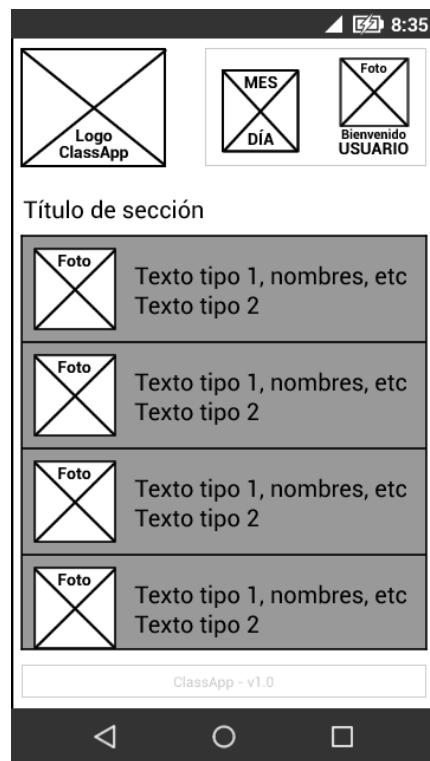 8:35
Logo
ClassApp
MES
DÍA
Foto
Bienvenido
USUARIO
Título de sección
Foto
Texto tipo 1, nombres, etc
Texto tipo 2
Foto
Texto tipo 1, nombres, etc
Texto tipo 2
Foto
Texto tipo 1, nombres, etc
Texto tipo 2
Foto
Texto tipo 1, nombres, etc
Texto tipo 2
ClassApp - v1.0